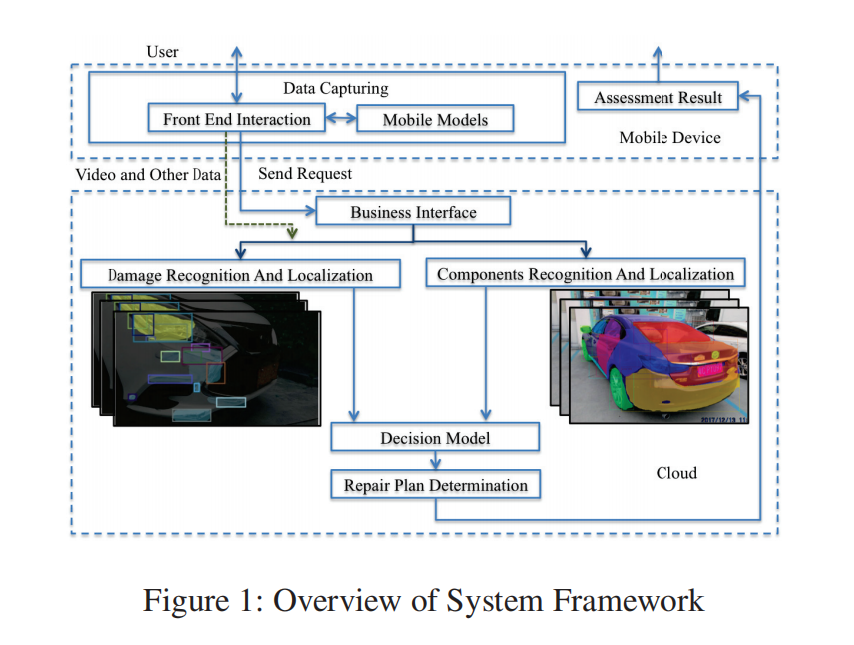 User
Data Capturing
Front End Interaction
Mobile Models
Assessment Result
Mobile Device
Video and Other Data
Send Request
Business Interface
Damage Recognition And Localization
Components Recognition And Localization
Decision Model
Repair Plan Determination
Cloud
Figure 1: Overview of System Framework